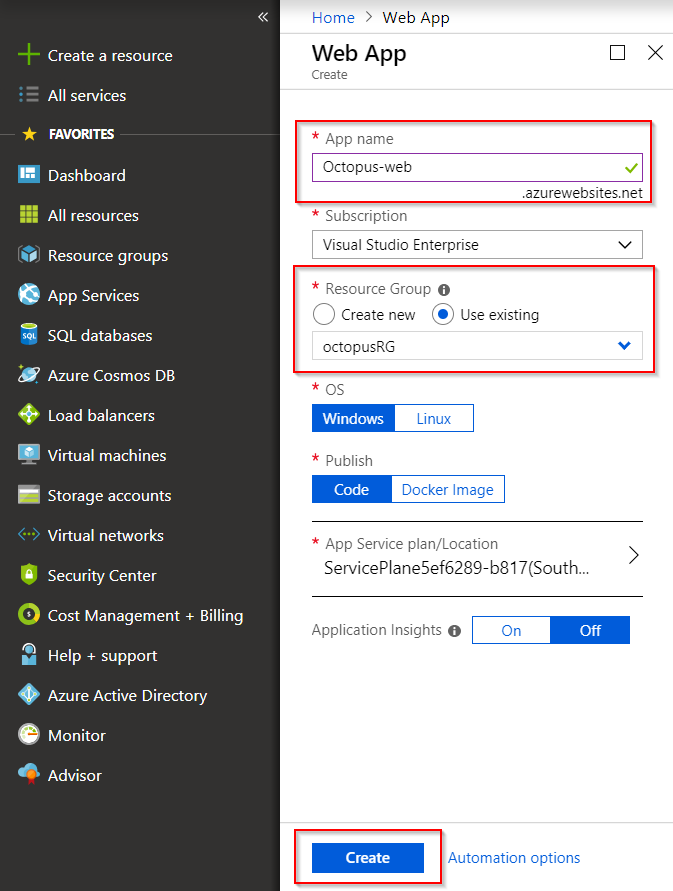 «
Create a resource
All services
FAVORITES
Dashboard
All resources
Resource groups
App Services
SQL databases
Azure Cosmos DB
Load balancers
Virtual machines
Storage accounts
Virtual networks
Security Center
Cost Management + Billing
Help + support
Azure Active Directory
Monitor
Advisor
Home > Web App
Web App
Create
* App name
Octopus-web
.azurewebsites.net
* Subscription
Visual Studio Enterprise
* Resource Group
Create new Use existing
octopusRG
* OS
Windows Linux
* Publish
Code Docker Image
* App Service plan/Location
ServicePlane5ef6289-b817(South...
Application Insights On Off
Create Automation options